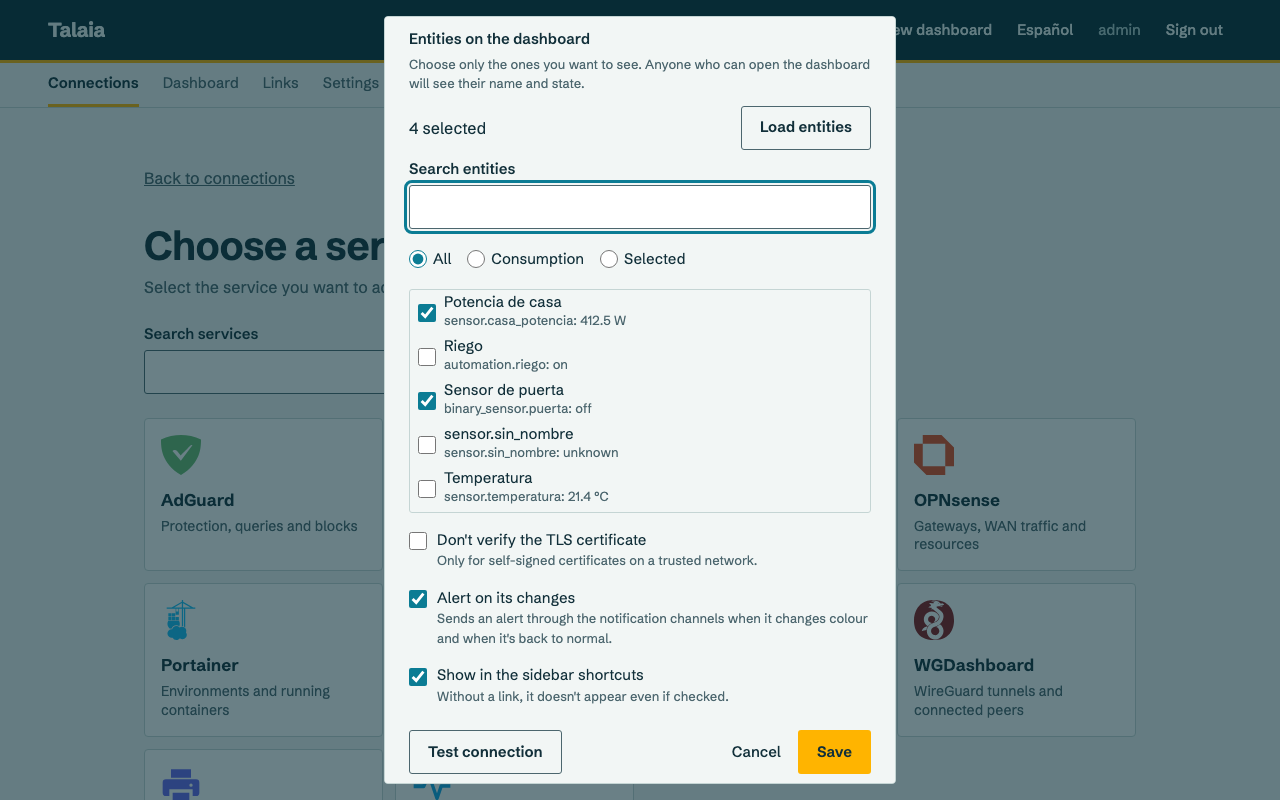 Talaia
ew dashboard
Español
admin
Sign out
Connections
Dashboard
Links
Settings
Back to connections
Choose a ser
Select the service you want to ad
Search services
AdGuard
Protection, queries and blocks
OPNsense
Gateways, WAN traffic and
resources
Portainer
Environments and running
containers
WGDashboard
WireGuard tunnels and
connected peers
Entities on the dashboard
Choose only the ones you want to see. Anyone who can open the dashboard
will see their name and state.
4 selected
Load entities
Search entities
All
Consumption
Selected
Potencia de casa
sensor.casa_potencia: 412.5 W
Riego
automation.riego: on
Sensor de puerta
binary_sensor.puerta: off
sensor.sin_nombre
sensor.sin_nombre: unknown
Temperatura
sensor.temperatura: 21.4 °C
Don't verify the TLS certificate
Only for self-signed certificates on a trusted network.
Alert on its changes
Sends an alert through the notification channels when it changes colour
and when it's back to normal.
Show in the sidebar shortcuts
Without a link, it doesn't appear even if checked.
Test connection
Cancel
Save